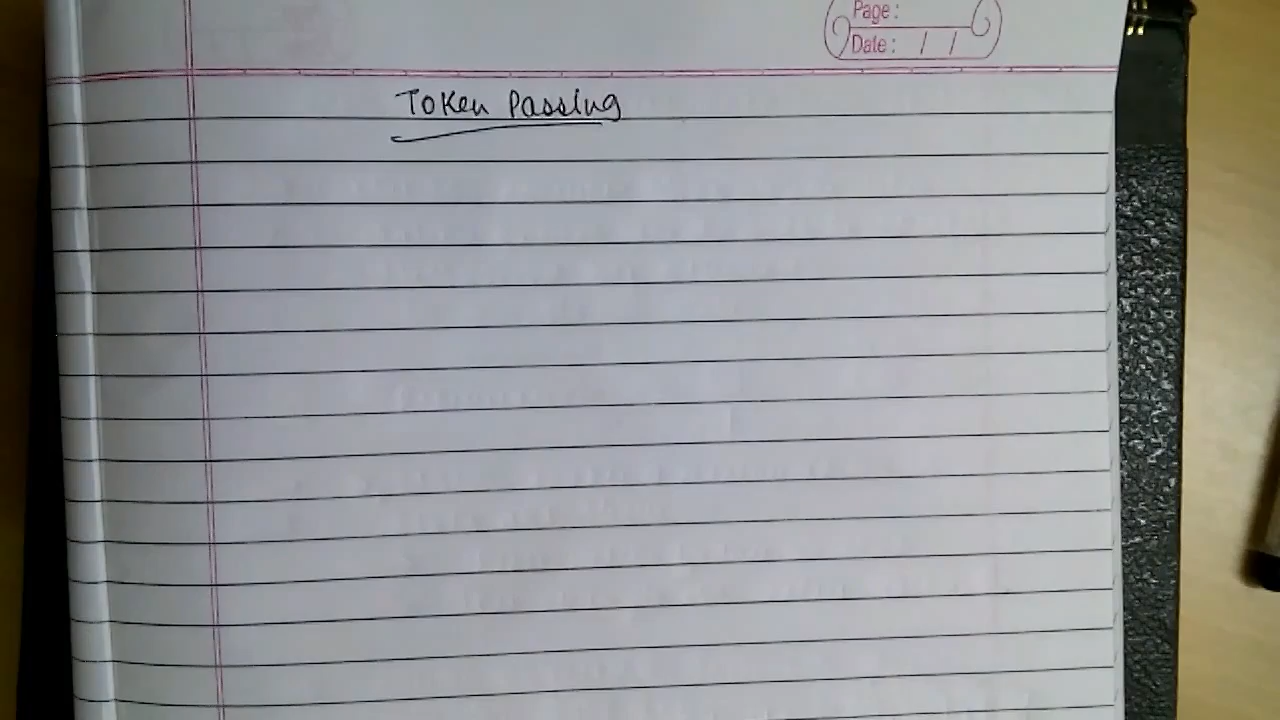 Page :
Date : / /
Token Passing